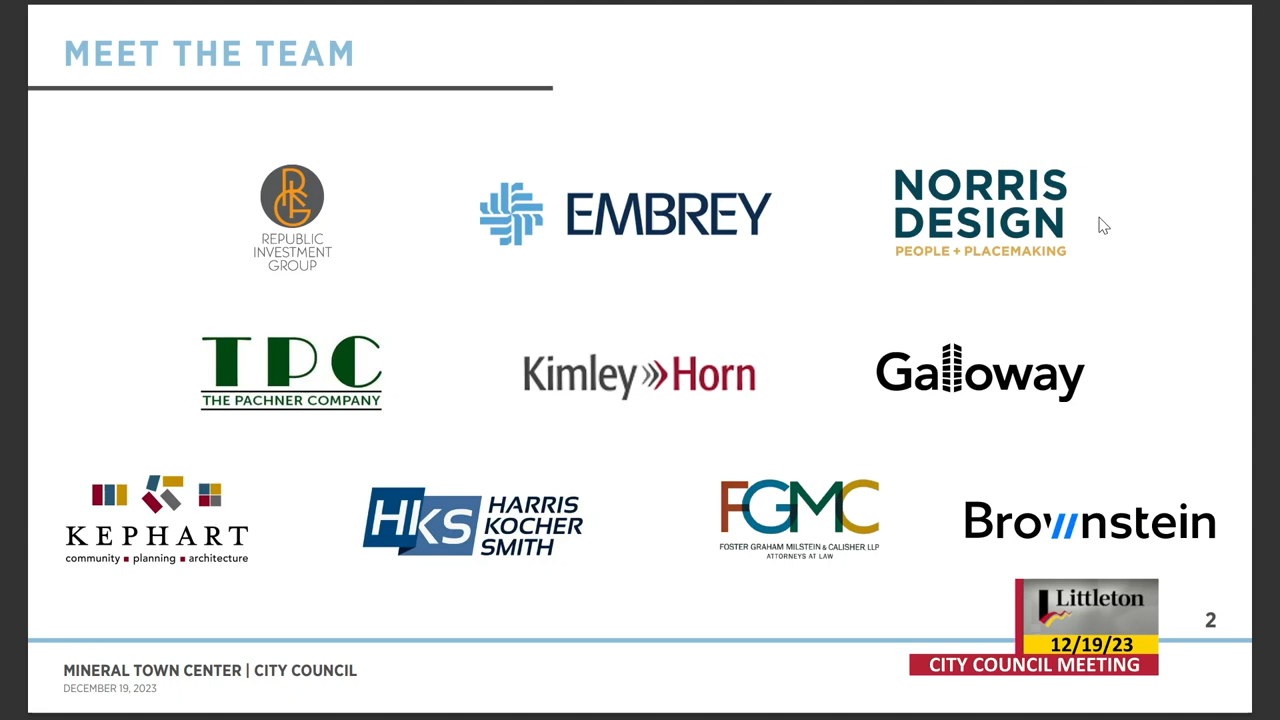 MEET THE TEAM
RIG
REPUBLIC
INVESTMENT
GROUP
EMBREY
NORRIS
DESIGN
PEOPLE + PLACEMAKING
TPC
THE PACHNER COMPANY
Kimley»Horn
Galloway
KEPHART
community ■ planning ■ architecture
HKS
HARRIS
KOCHER
SMITH
FGMC
FOSTER GRAHAM MILSTEIN & CALISHER, LLP
ATTORNEYS AT LAW
Brownstein
Littleton
12/19/23
CITY COUNCIL MEETING
2
MINERAL TOWN CENTER | CITY COUNCIL
DECEMBER 19, 2023